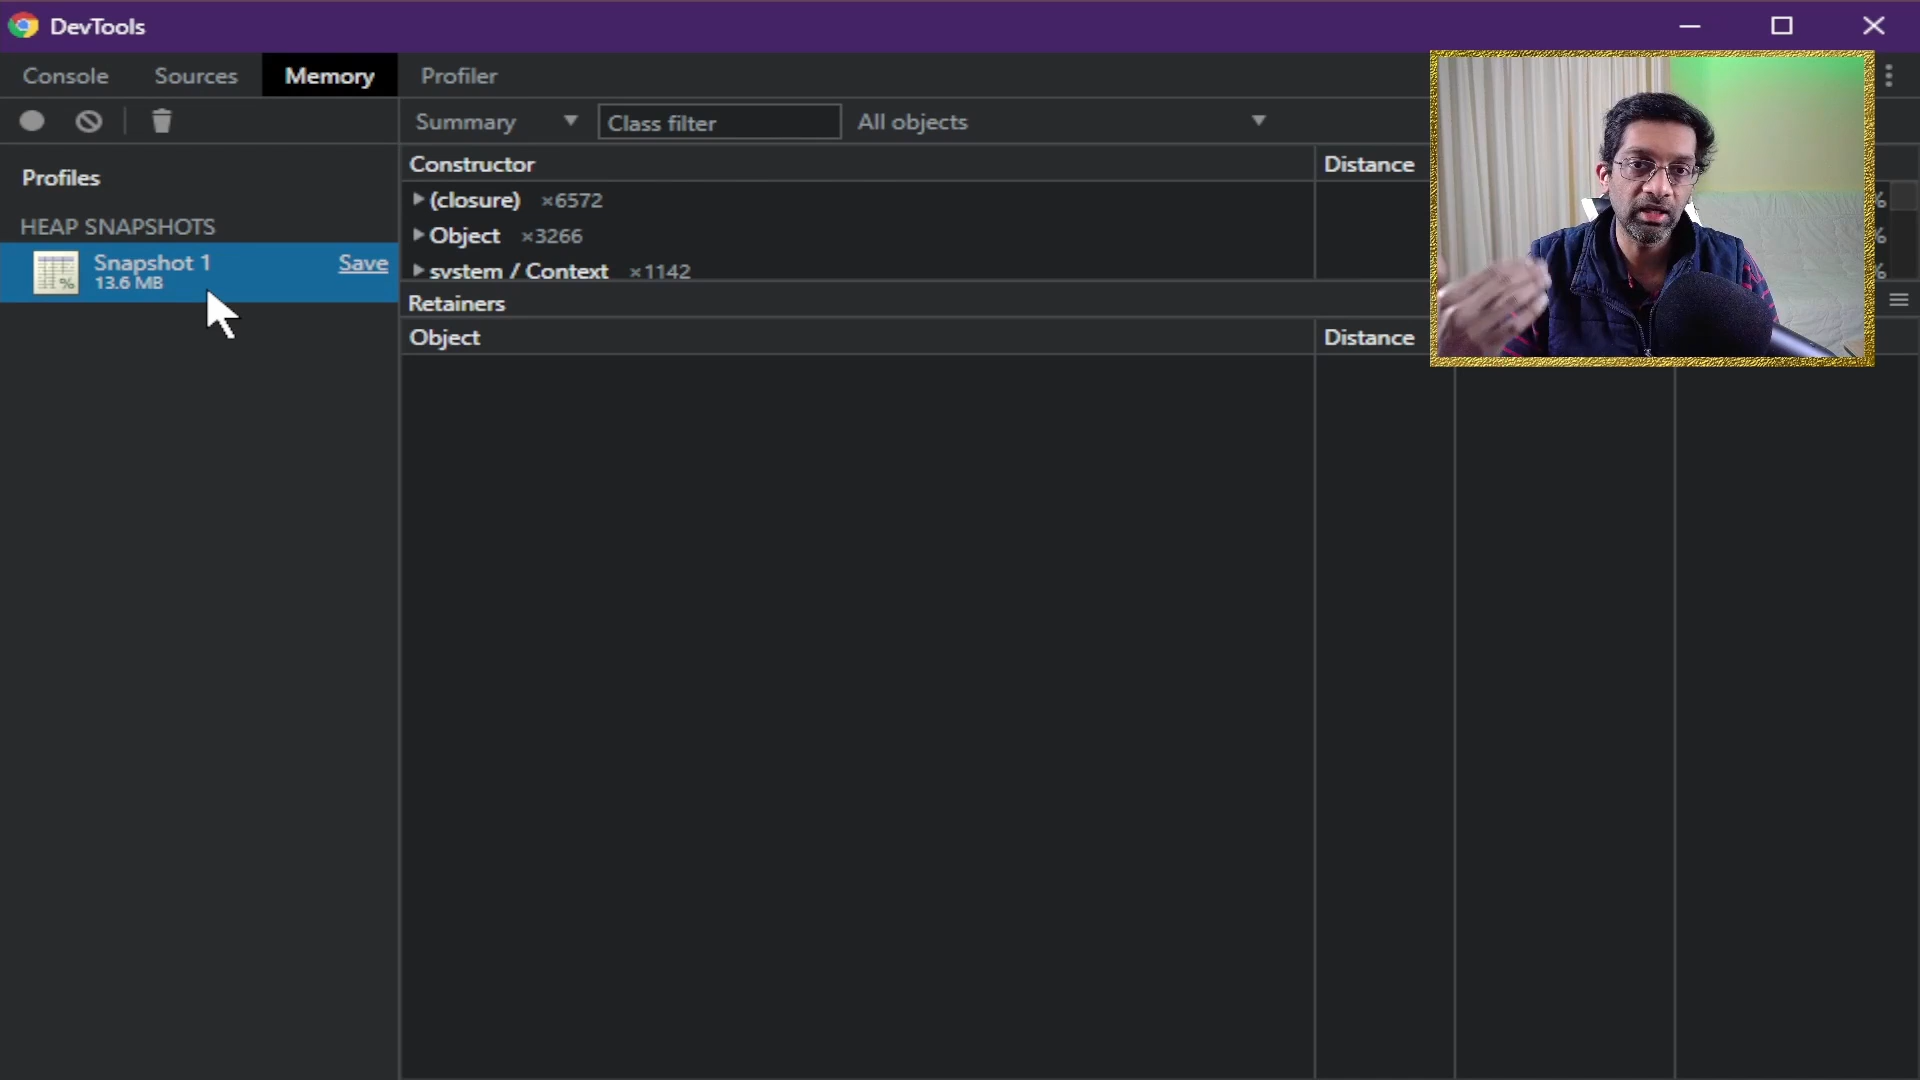 DevTools
Console Sources Memory Profiler
Summary Class filter All objects
Profiles
HEAP SNAPSHOTS
Snapshot 1 Save
13.6 MB
Constructor Distance
(closure) ×6572
Object ×3266
system / Context ×1142
Retainers
Object Distance
%
%
%